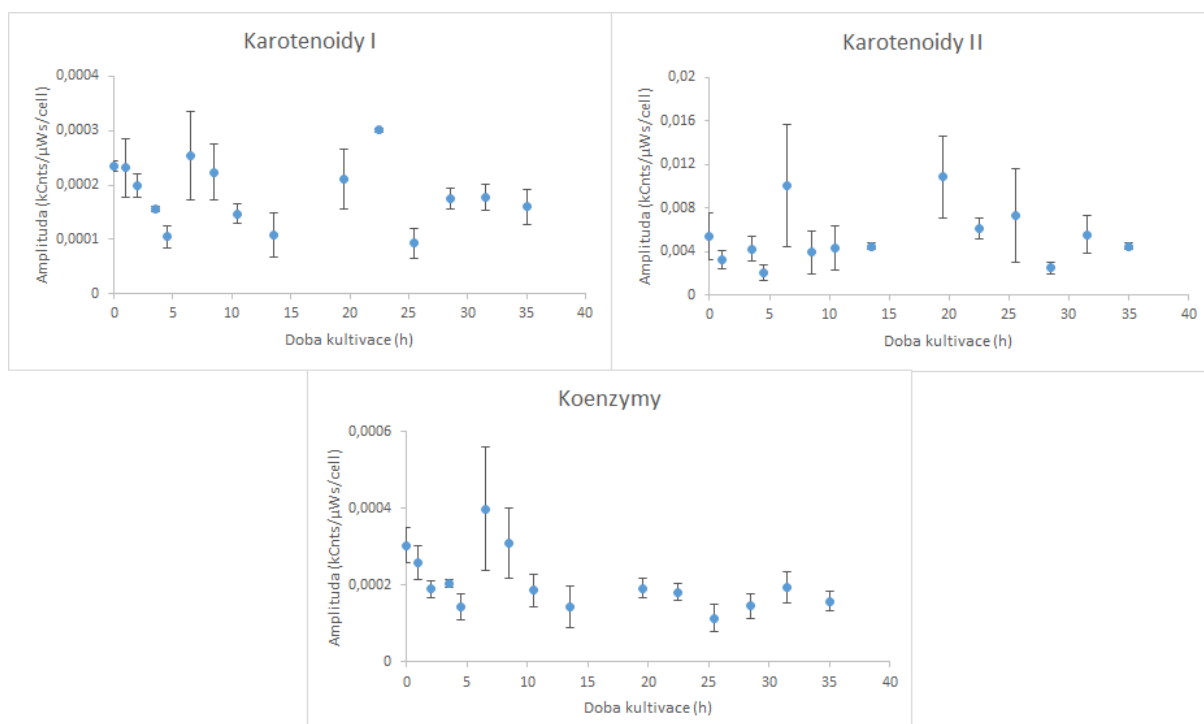 Karotenoidy I
Amplituda (kCnts/µWs/cell)
0,0004
0,0003
0,0002
0,0001
0
0 5 10 15 20 25 30 35 40
Doba kultivace (h)
Karotenoidy II
Amplituda (kCnts/µWs/cell)
0,02
0,016
0,012
0,008
0,004
0
0 5 10 15 20 25 30 35 40
Doba kultivace (h)
Koenzymy
Amplituda (kCnts/µWs/cell)
0,0006
0,0004
0,0002
0
0 5 10 15 20 25 30 35 40
Doba kultivace (h)